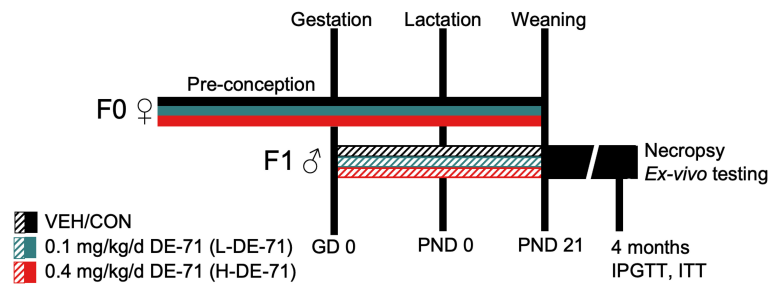 Gestation Lactation Weaning
Pre-conception
F0 ♀
F1 ♂
Necropsy
Ex-vivo testing
VEH/CON
0.1 mg/kg/d DE-71 (L-DE-71)
0.4 mg/kg/d DE-71 (H-DE-71)
GD 0 PND 0 PND 21
4 months
IPGTT, ITT